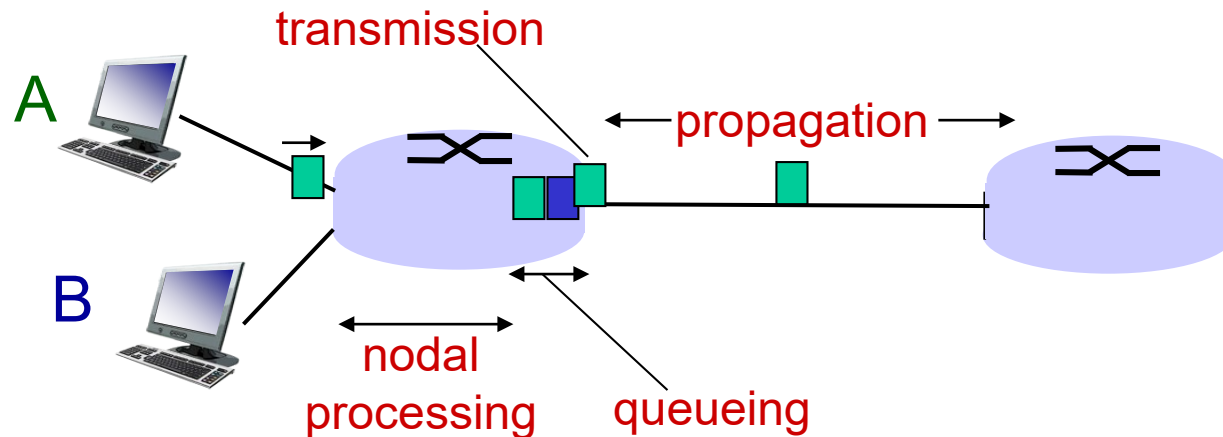 transmission
A
propagation
B
nodal
processing
queueing